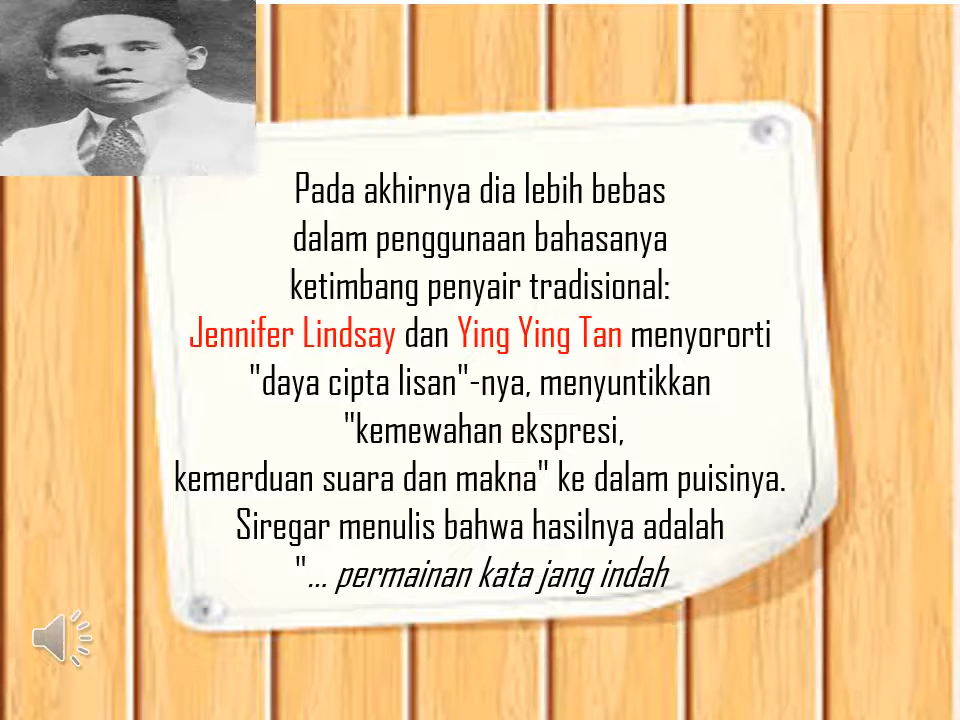 Pada akhirnya dia lebih bebas
dalam penggunaan bahasanya
ketimbang penyair tradisional:
Jennifer Lindsay dan Ying Ying Tan menyororti
"daya cipta lisan"-nya, menyuntikkan
"kemewahan ekspresi,
kemerduan suara dan makna" ke dalam puisinya.
Siregar menulis bahwa hasilnya adalah
"... permainan kata jang indah